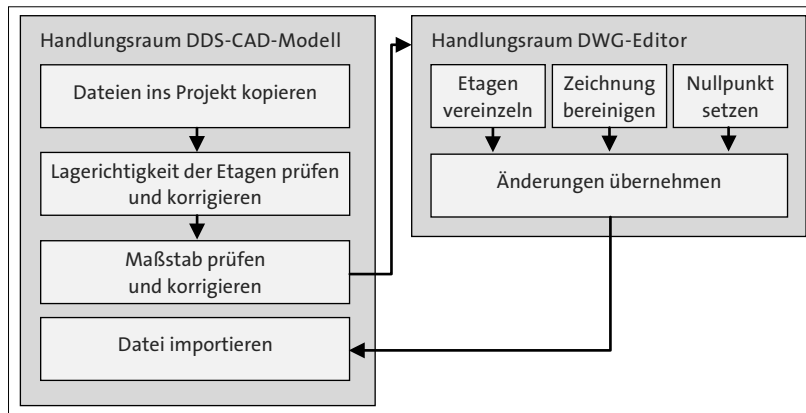 Handlungsraum DDS-CAD-Modell
Dateien ins Projekt kopieren
Lagerichtigkeit der Etagen prüfen
und korrigieren
Maßstab prüfen
und korrigieren
Datei importieren
Handlungsraum DWG-Editor
Etagen
vereinzeln
Zeichnung
bereinigen
Nullpunkt
setzen
Änderungen übernehmen